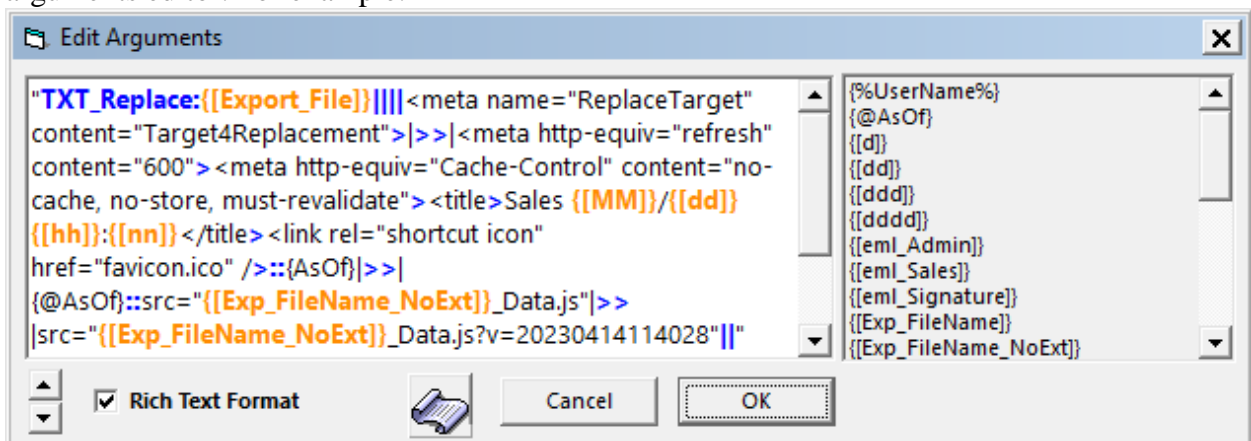 Edit Arguments
"TXT_Replace:{[Export_File]}||||<meta name="ReplaceTarget"
content="Target4Replacement">|>>|<meta http-equiv="refresh"
content="600"><meta http-equiv="Cache-Control" content="no-
cache, no-store, must-revalidate"><title>Sales {[MM]}/{[dd]}
{[hh]}:{[nn]}</title><link rel="shortcut icon"
href="favicon.ico" />::{AsOf}|>>|
{@AsOf}::src="{[Exp_FileName_NoExt]}_Data.js"|>>
|src="{[Exp_FileName_NoExt]}_Data.js?v=20230414114028"||"
{%UserName%}
{@AsOf}
{[d]}
{[dd]}
{[ddd]}
{[dddd]}
{[eml_Admin]}
{[eml_Sales]}
{[eml_Signature]}
{[Exp_FileName]}
{[Exp_FileName_NoExt]}
Rich Text Format
Cancel
OK